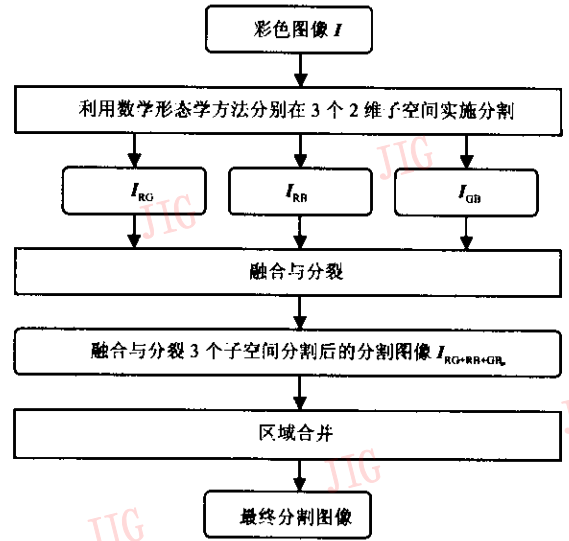 彩色图像 I
利用数学形态学方法分别在 3 个 2 维子空间实施分割
I_RG I_RB I_GB
融合与分裂
融合与分裂 3 个子空间分割后的分割图像 I_RG+RB+GB。
区域合并
最终分割图像
JIG
JIG
JIG
JIG